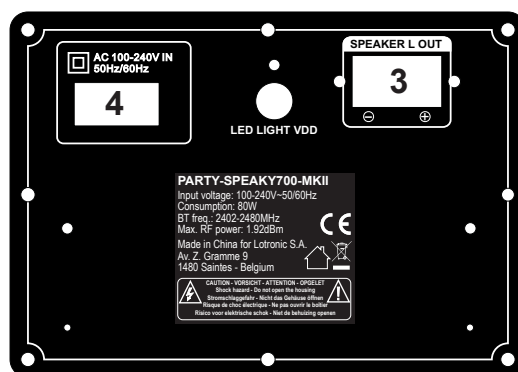 AC 100-240V IN
50Hz/60Hz
4
LED LIGHT VDD
SPEAKER L OUT
3
PARTY-SPEAKY700-MKII
Input voltage: 100-240V~50/60Hz
Consumption: 80W
BT freq.: 2402-2480MHz
Max. RF power: 1.92dBm
CE
Made in China for Lotronic S.A.
Av. Z. Gramme 9
1480 Saintes - Belgium
CAUTION - VORSICHT - ATTENTION - OPGELET
Shock hazard - Do not open the housing
Stromschlaggefahr - Nicht das Gehäuse öffnen
Risque de choc électrique - Ne pas ouvrir le boîtier
Risico voor elektrische schok - Niet de behuizing openen